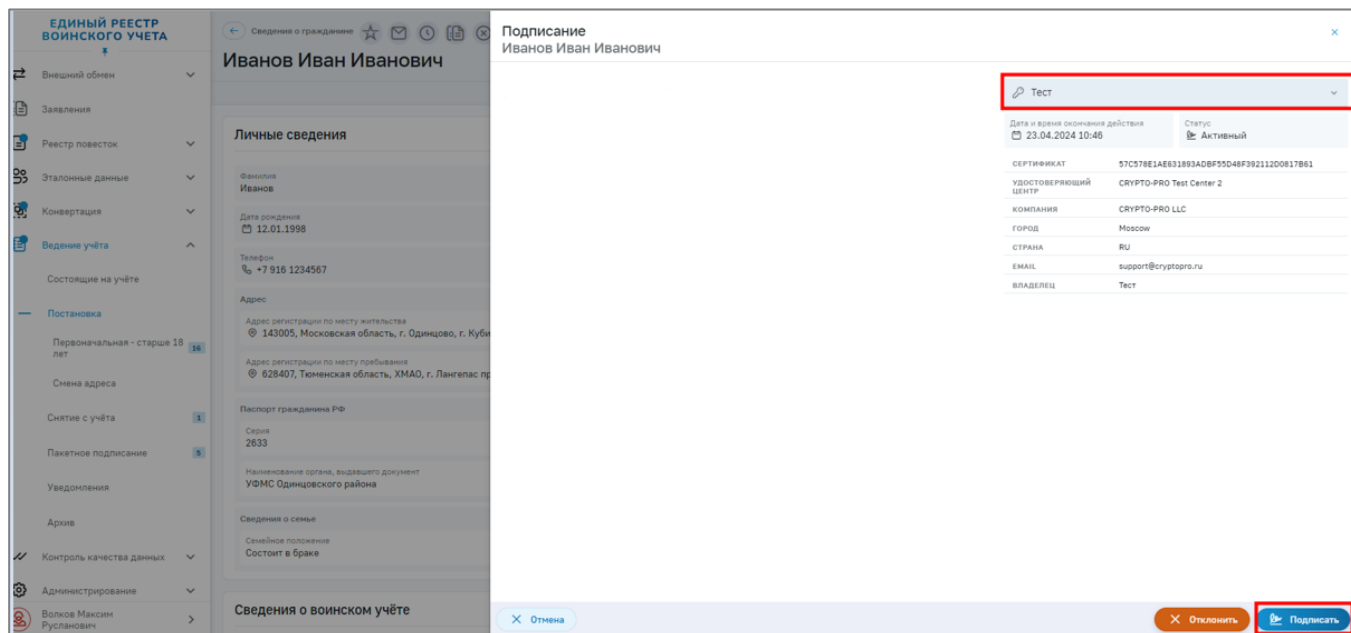 ЕДИНЫЙ РЕЕСТР
ВОИНСКОГО УЧЕТА
Внешний обмен
Заявления
Реестр повесток
Эталонные данные
Конвертация
Ведение учёта
Состоящие на учёте
Постановка
Первоначальная - старше 18
лет
16
Смена адреса
Снятие с учёта
1
Пакетное подписание
5
Уведомления
Архив
Контроль качества данных
Администрирование
Волков Максим
Русланович
Сведения о гражданине
Иванов Иван Иванович
Личные сведения
Фамилия
Иванов
Дата рождения
12.01.1998
Телефон
+7 916 1234567
Адрес
Адрес регистрации по месту жительства
143005, Московская область, г. Одинцово, г. Куби
Адрес регистрации по месту пребывания
628407, Тюменская область, ХМАО, г. Лангепас пр
Паспорт гражданина РФ
Серия
2633
Наименование органа, выдавшего документ
УФМС Одинцовского района
Сведения о семье
Семейное положение
Состоит в браке
Сведения о воинском учёте
Подписание
Иванов Иван Иванович
Тест
Дата и время окончания действия
23.04.2024 10:46
Статус
Активный
СЕРТИФИКАТ 57C578E1AE631893ADBF55D48F392112D0817B61
УДОСТОВЕРЯЮЩИЙ
ЦЕНТР
CRYPTO-PRO Test Center 2
КОМПАНИЯ CRYPTO-PRO LLC
ГОРОД Moscow
СТРАНА RU
EMAIL support@cryptopro.ru
ВЛАДЕЛЕЦ Тест
Отмена
Отклонить
Подписать